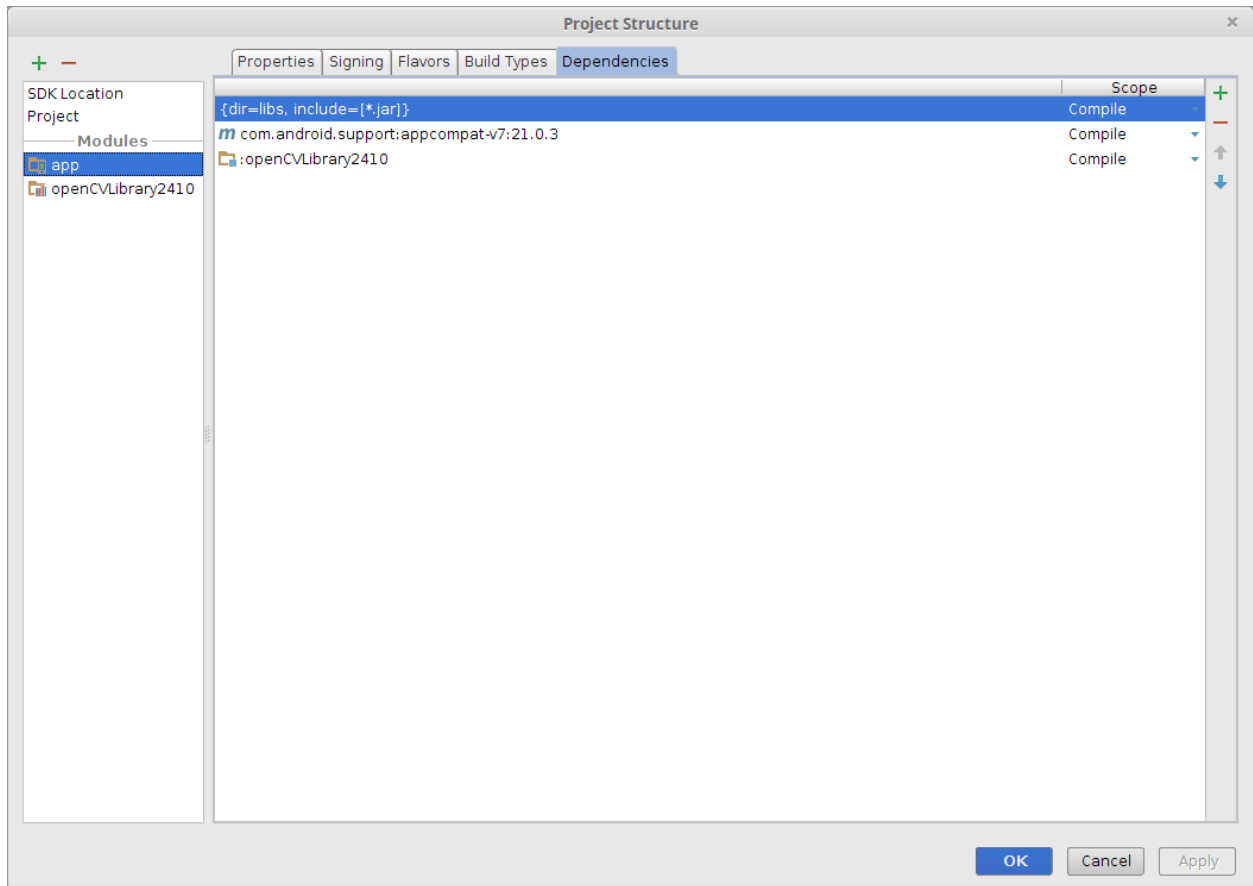 Project Structure
Properties Signing Flavors Build Types Dependencies
SDK Location
Project
Modules
app
openCVLibrary2410
Scope
{dir=libs, include=[*.jar]} Compile
m com.android.support:appcompat-v7:21.0.3 Compile
:openCVLibrary2410 Compile
OK Cancel Apply